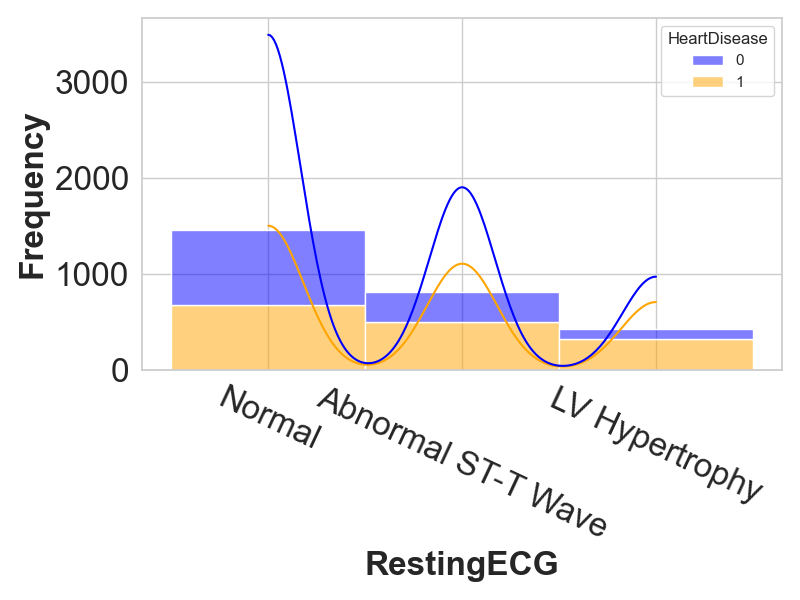 HeartDisease
0
1
Frequency
3000
2000
1000
0
Normal
Abnormal ST-T Wave
LV Hypertrophy
RestingECG